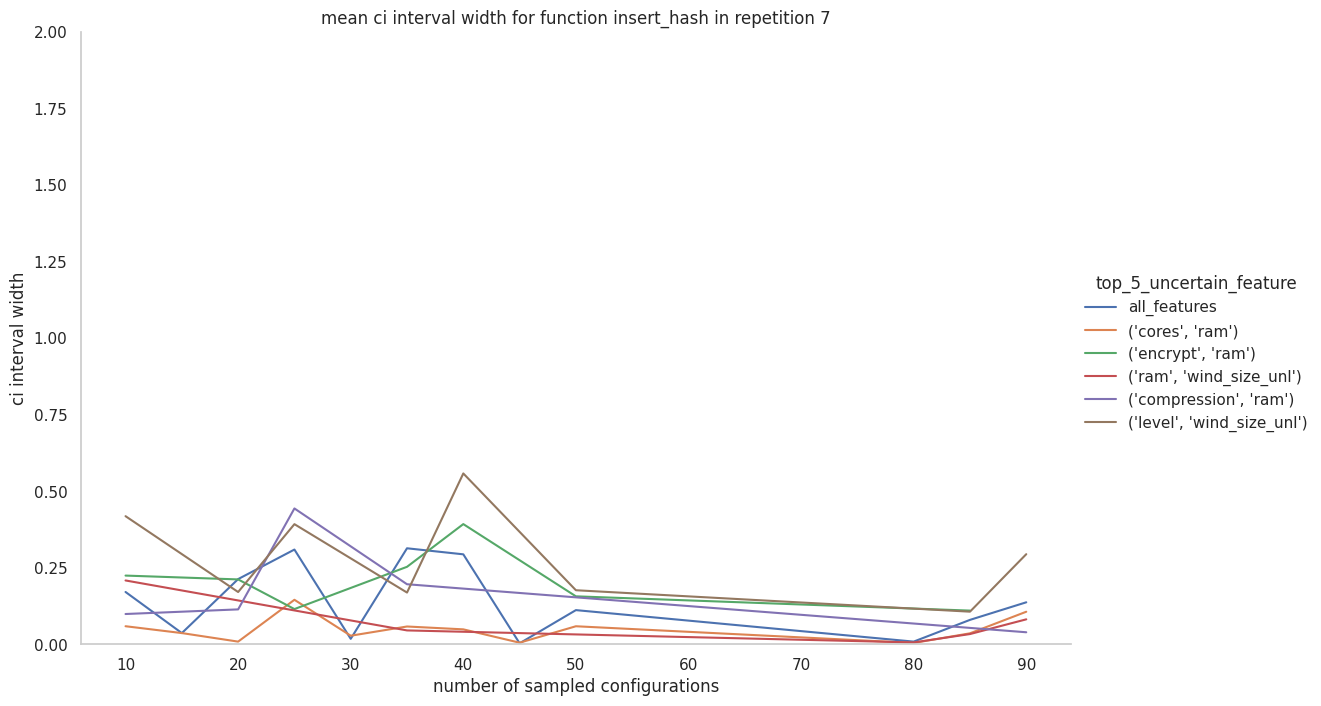 mean ci interval width for function insert_hash in repetition 7
2.00
1.75
1.50
1.25
1.00
0.75
0.50
0.25
0.00
ci interval width
10 20 30 40 50 60 70 80 90
number of sampled configurations
top_5_uncertain_feature
all_features
('cores', 'ram')
('encrypt', 'ram')
('ram', 'wind_size_unl')
('compression', 'ram')
('level', 'wind_size_unl')